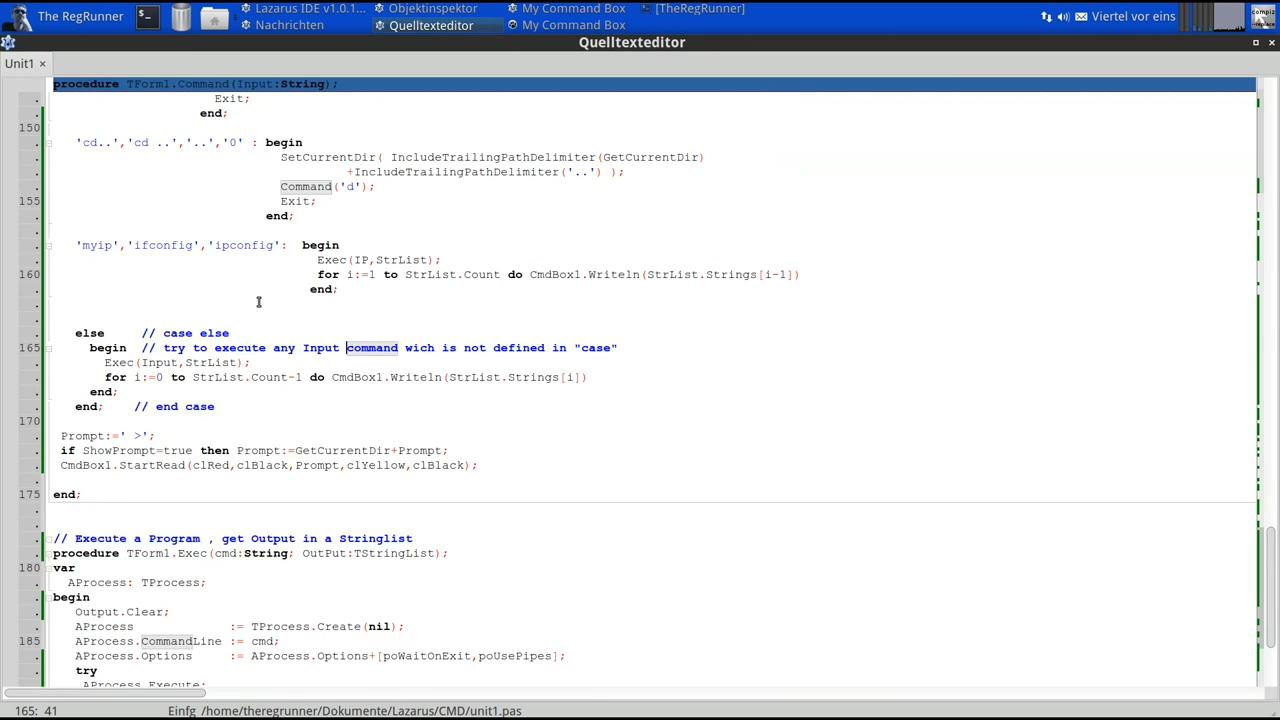 The RegRunner
Lazarus IDE v1.0.1...
Objektinspektor
My Command Box
[TheRegRunner]
Nachrichten
Quelltexteditor
My Command Box
Viertel vor eins
Quelltexteditor
Unit1
procedure TForm1.Command(Input:String);
Exit;
end;
150
'cd..','cd ..','..','0' : begin
SetCurrentDir( IncludeTrailingPathDelimiter(GetCurrentDir)
+IncludeTrailingPathDelimiter('..') );
Command('d');
155 Exit;
end;
'myip','ifconfig','ipconfig': begin
Exec(IP,StrList);
160 for i:=1 to StrList.Count do CmdBox1.Writeln(StrList.Strings[i-1])
end;
else // case else
165 begin // try to execute any Input command wich is not defined in "case"
Exec(Input,StrList);
for i:=0 to StrList.Count-1 do CmdBox1.Writeln(StrList.Strings[i])
end;
end; // end case
170
Prompt:=' >';
if ShowPrompt=true then Prompt:=GetCurrentDir+Prompt;
CmdBox1.StartRead(clRed,clBlack,Prompt,clYellow,clBlack);
175 end;
// Execute a Program , get Output in a Stringlist
procedure TForm1.Exec(cmd:String; OutPut:TStringList);
180 var
AProcess: TProcess;
begin
Output.Clear;
AProcess := TProcess.Create(nil);
185 AProcess.CommandLine := cmd;
AProcess.Options := AProcess.Options+[poWaitOnExit,poUsePipes];
try
AProcess.Execute;
165: 41 Einfg /home/theregrunner/Dokumente/Lazarus/CMD/unit1.pas